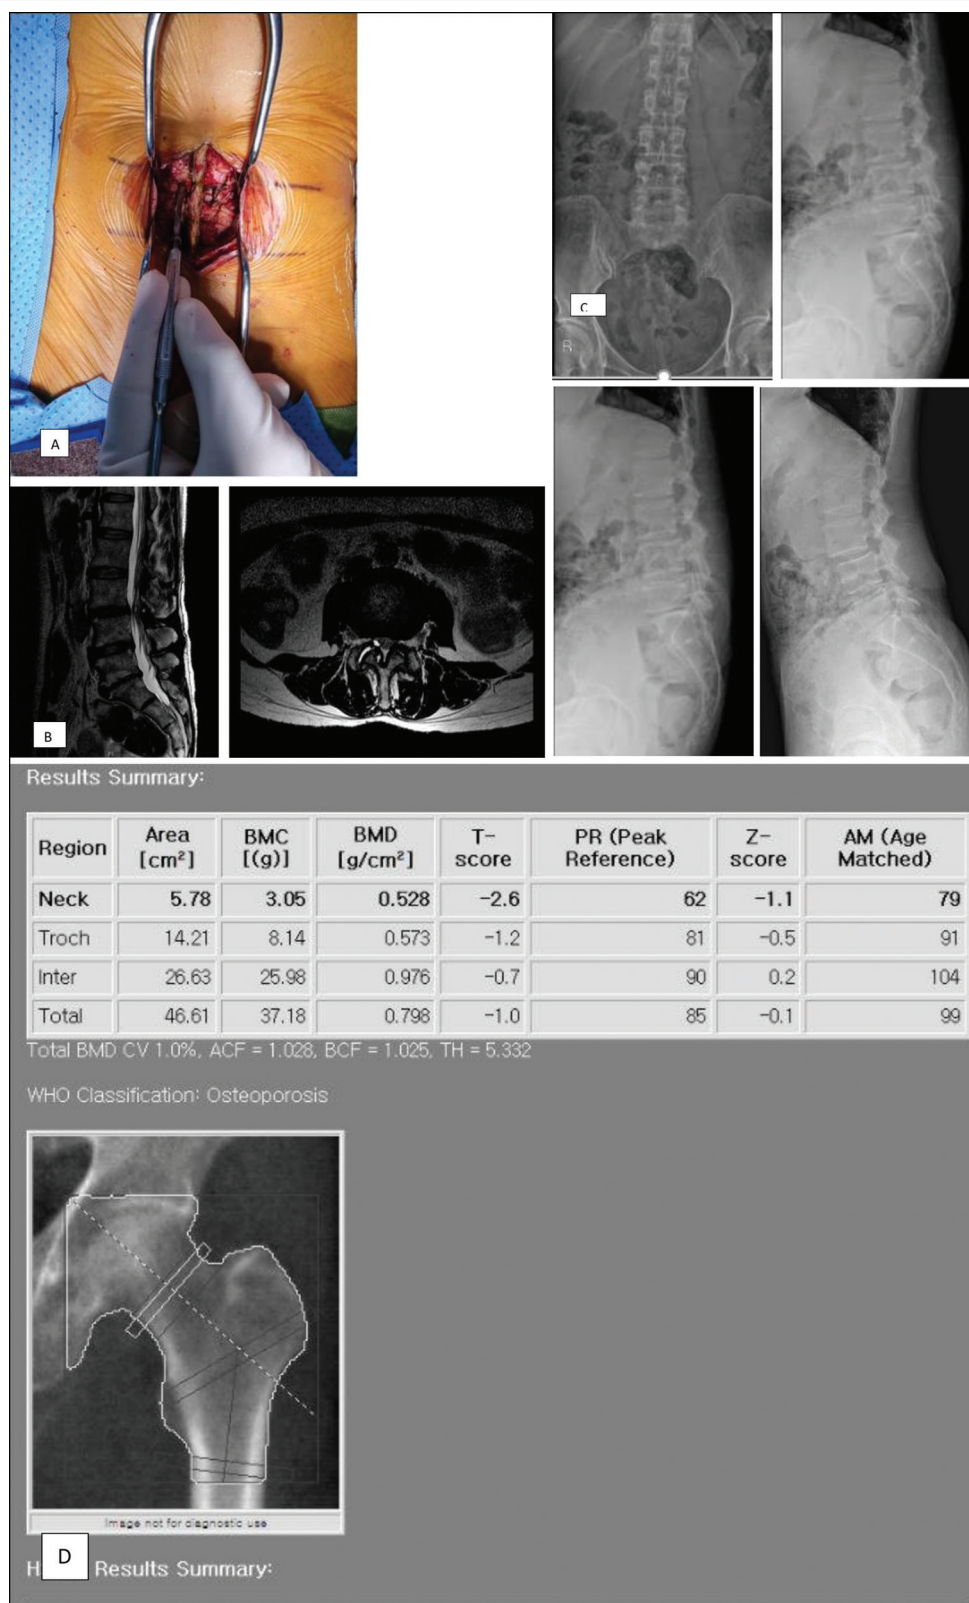 A
C
R
B
Results Summary:
Region Area [cm²] BMC [(g)] BMD [g/cm²] T-score PR (Peak Reference) Z-score AM (Age Matched)
Neck 5.78 3.05 0.528 -2.6 62 -1.1 79
Troch 14.21 8.14 0.573 -1.2 81 -0.5 91
Inter 26.63 25.98 0.976 -0.7 90 0.2 104
Total 46.61 37.18 0.798 -1.0 85 -0.1 99
Total BMD CV 1.0%, ACF = 1.028, BCF = 1.025, TH = 5.332
WHO Classification: Osteoporosis
Image not for diagnostic use
D
Results Summary: